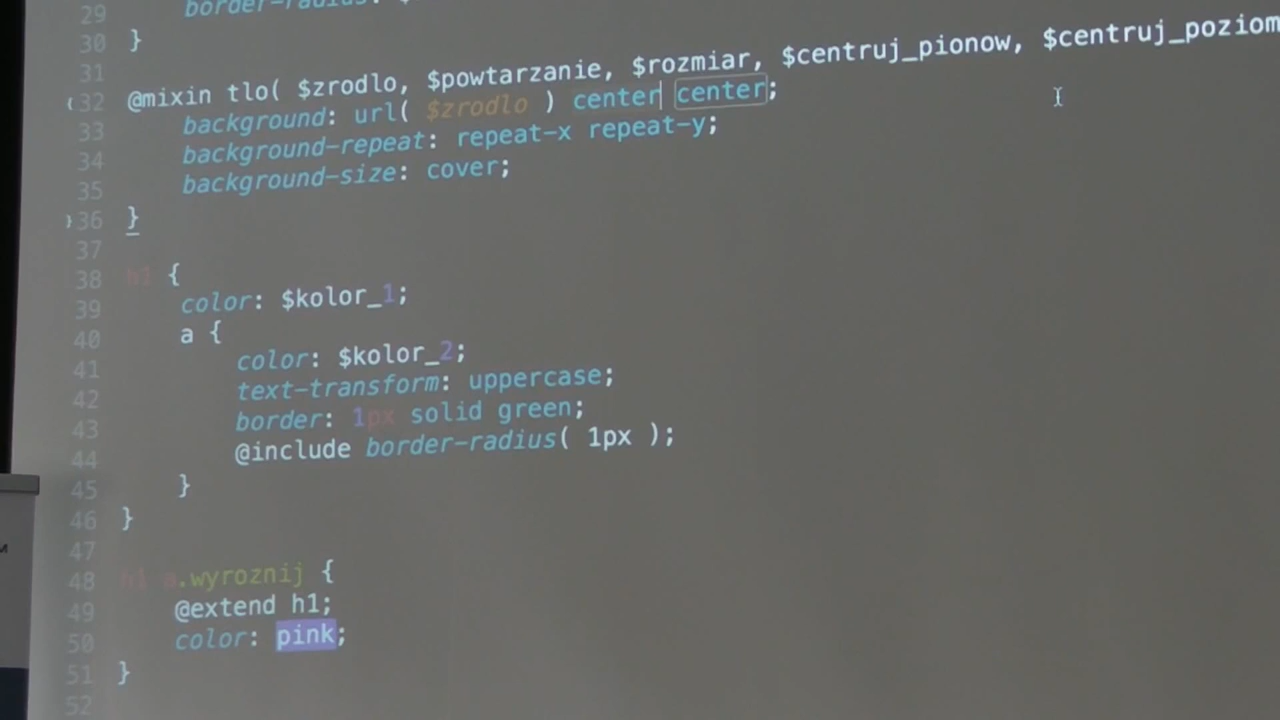 29 border-radius:
30 }
31
32 @mixin tlo( $zrodlo, $powtarzanie, $rozmiar, $centruj_pionow, $centruj_poziom
33 background: url( $zrodlo ) center center;
34 background-repeat: repeat-x repeat-y;
35 background-size: cover;
36 }
37
38 h1 {
39 color: $kolor_1;
40 a {
41 color: $kolor_2;
42 text-transform: uppercase;
43 border: 1px solid green;
44 @include border-radius( 1px );
45 }
46 }
47
48 h1 a.wyroznij {
49 @extend h1;
50 color: pink;
51 }
52